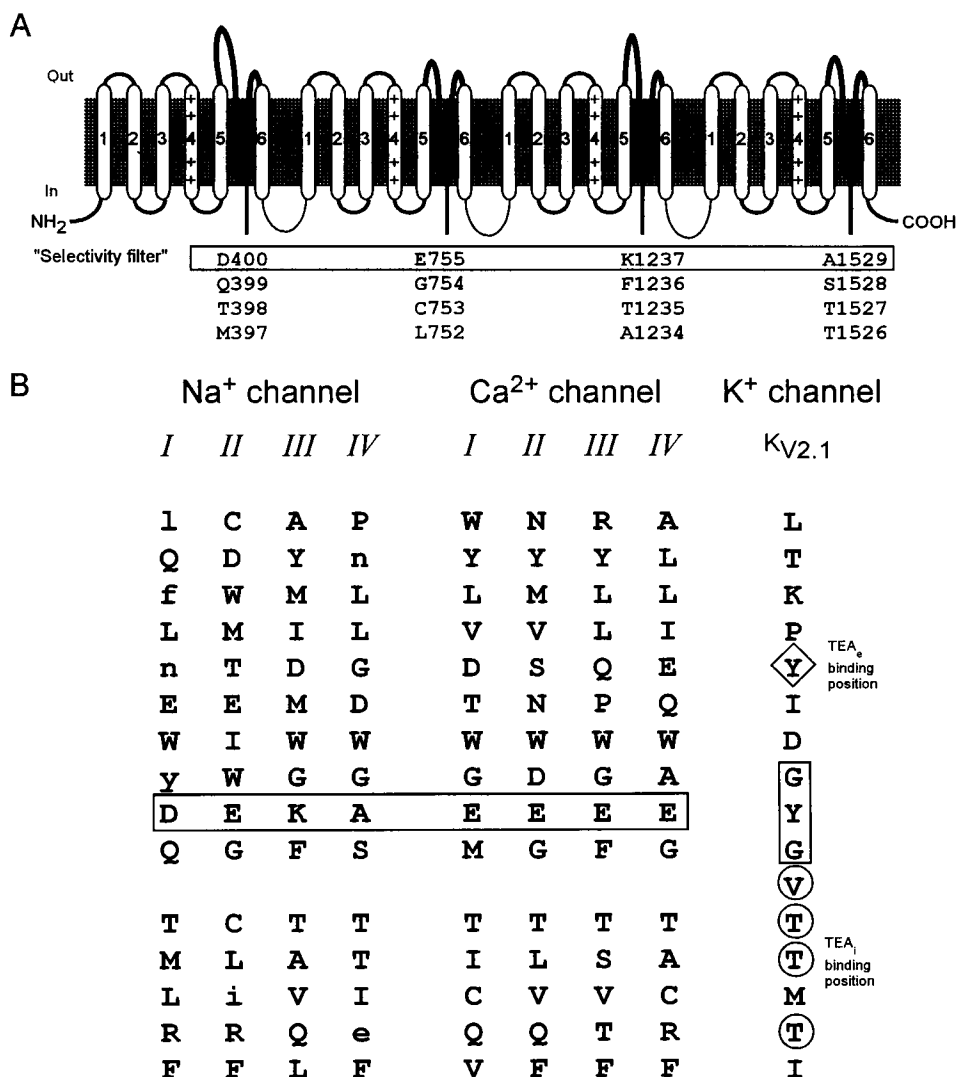 A
Out
1 2 3 4 5 6 1 2 3 4 5 6 1 2 3 4 5 6 1 2 3 4 5 6
+ + + +
+ + + +
+ + + +
+ + + +
In
NH2 COOH
"Selectivity filter" D400 E755 K1237 A1529
Q399 G754 F1236 S1528
T398 C753 T1235 T1527
M397 L752 A1234 T1526
B
Na+ channel Ca2+ channel K+ channel
I II III IV I II III IV KV2.1
l C A P W N R A L
Q D Y n Y Y Y L T
f W M L L M L L K
L M I L V V L I P
n T D G D S Q E Y TEAe binding position
E E M D T N P Q I
W I W W W W W W D
y W G G G D G A G
D E K A E E E E Y
Q G F S M G F G G
V
T C T T T T T T T
M L A T I L S A T TEAi binding position
L i V I C V V C M
R R Q e Q Q T R T
F F L F V F F F I